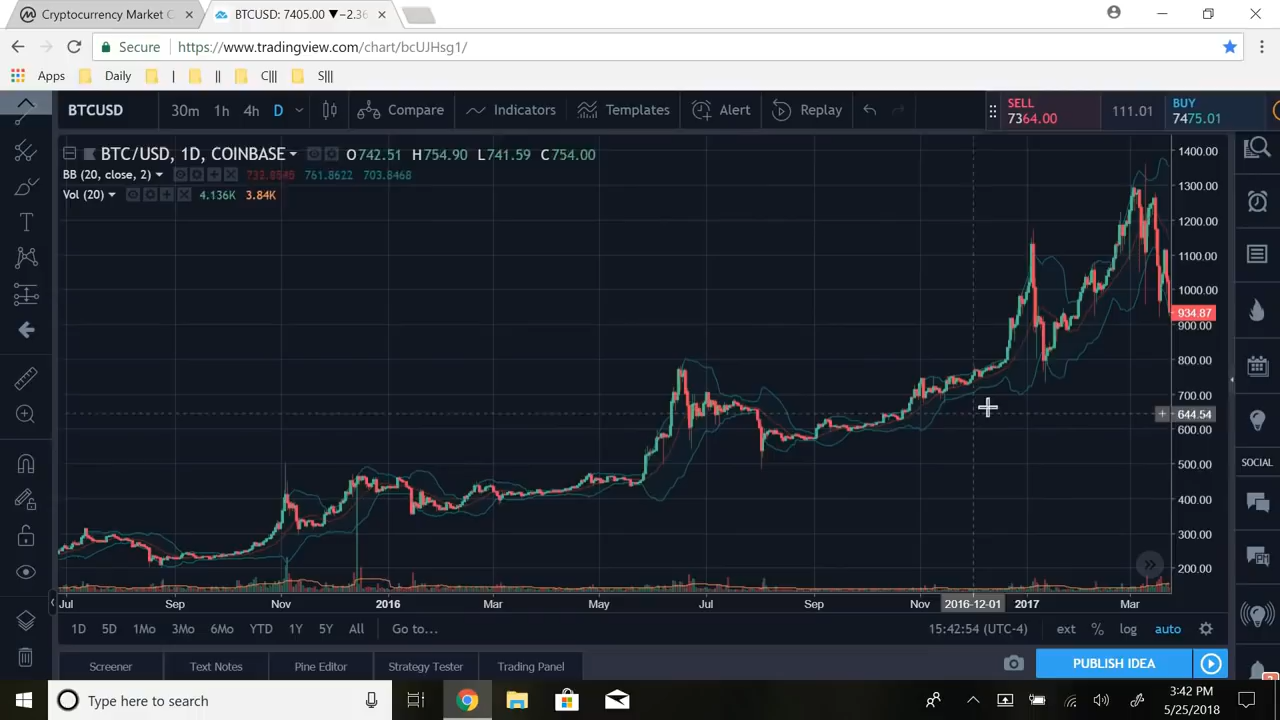 Cryptocurrency Market C
BTCUSD: 7405.00 ▼−2.36
Secure
https://www.tradingview.com/chart/bcUJHsg1/
Apps Daily | || C||| S|||
BTCUSD 30m 1h 4h D Compare Indicators Templates Alert Replay
SELL 7364.00 111.01 BUY 7475.01
BTC/USD, 1D, COINBASE O742.51 H754.90 L741.59 C754.00
BB (20, close, 2) 732.8545 761.8622 703.8468
Vol (20) 4.136K 3.84K
1400.00
1300.00
1200.00
1100.00
1000.00
934.87
900.00
800.00
700.00
644.54
600.00
500.00
400.00
300.00
200.00
SOCIAL
Jul Sep Nov 2016 Mar May Jul Sep Nov 2016-12-01 2017 Mar
1D 5D 1Mo 3Mo 6Mo YTD 1Y 5Y All Go to... 15:42:54 (UTC-4) ext % log auto
Screener Text Notes Pine Editor Strategy Tester Trading Panel PUBLISH IDEA
Type here to search
3:42 PM
5/25/2018